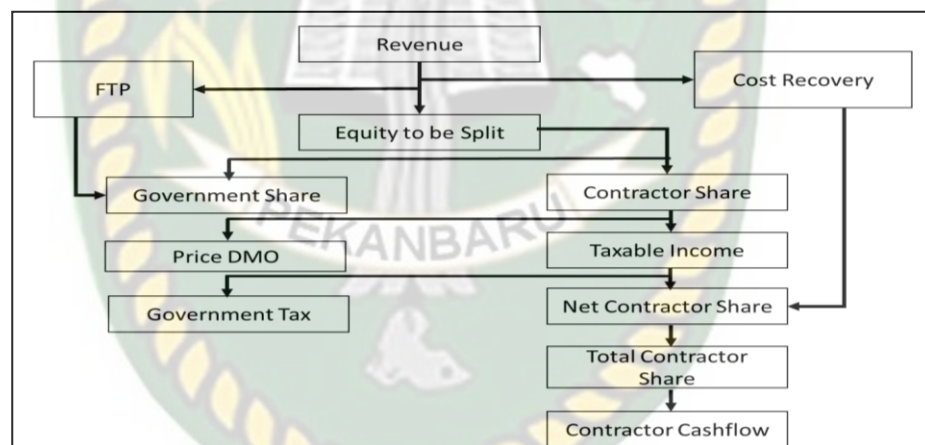 Revenue
FTP
Cost Recovery
Equity to be Split
Government Share
Contractor Share
PEKANBARU
Price DMO
Taxable Income
Government Tax
Net Contractor Share
Total Contractor
Share
Contractor Cashflow